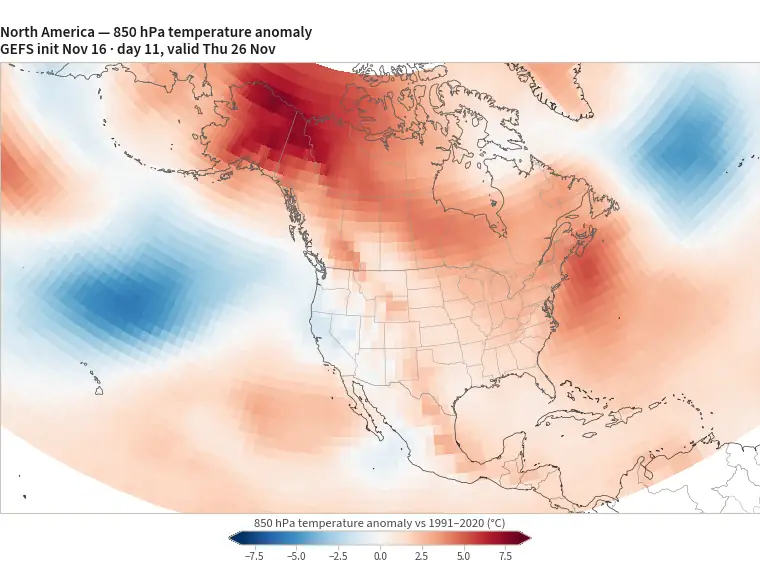 North America — 850 hPa temperature anomaly
GEFS init Nov 16 · day 11, valid Thu 26 Nov
850 hPa temperature anomaly vs 1991–2020 (°C)
−7.5 −5.0 −2.5 0.0 2.5 5.0 7.5